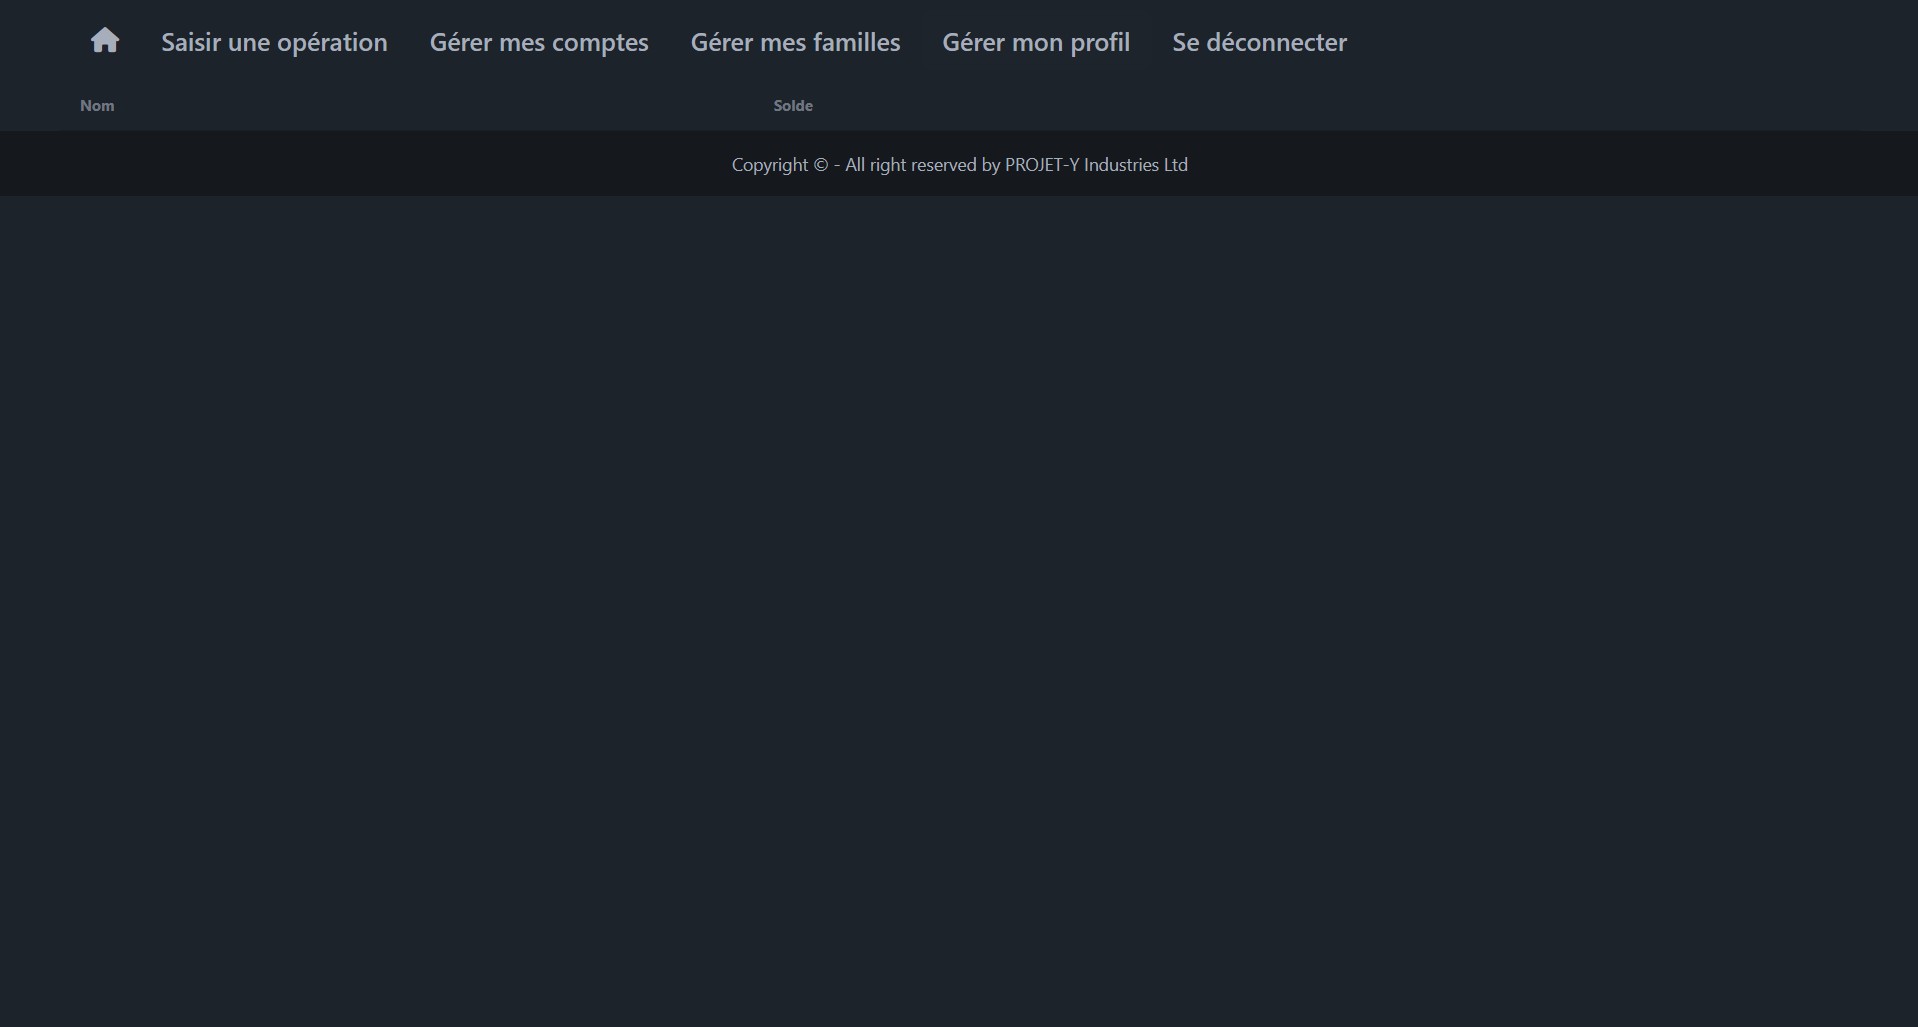 Saisir une opération Gérer mes comptes Gérer mes familles Gérer mon profil Se déconnecter
Nom Solde
Copyright © - All right reserved by PROJET-Y Industries Ltd